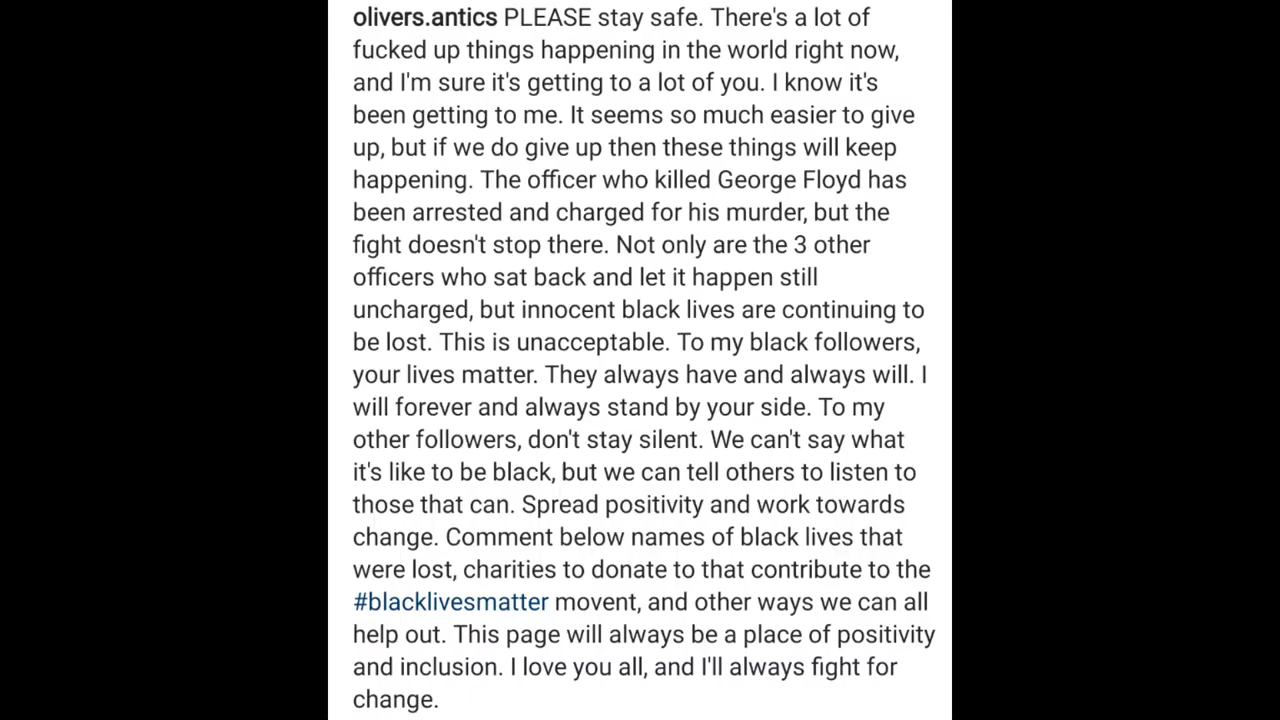 olivers.antics PLEASE stay safe. There's a lot of
fucked up things happening in the world right now,
and I'm sure it's getting to a lot of you. I know it's
been getting to me. It seems so much easier to give
up, but if we do give up then these things will keep
happening. The officer who killed George Floyd has
been arrested and charged for his murder, but the
fight doesn't stop there. Not only are the 3 other
officers who sat back and let it happen still
uncharged, but innocent black lives are continuing to
be lost. This is unacceptable. To my black followers,
your lives matter. They always have and always will. I
will forever and always stand by your side. To my
other followers, don't stay silent. We can't say what
it's like to be black, but we can tell others to listen to
those that can. Spread positivity and work towards
change. Comment below names of black lives that
were lost, charities to donate to that contribute to the
#blacklivesmatter movent, and other ways we can all
help out. This page will always be a place of positivity
and inclusion. I love you all, and I'll always fight for
change.